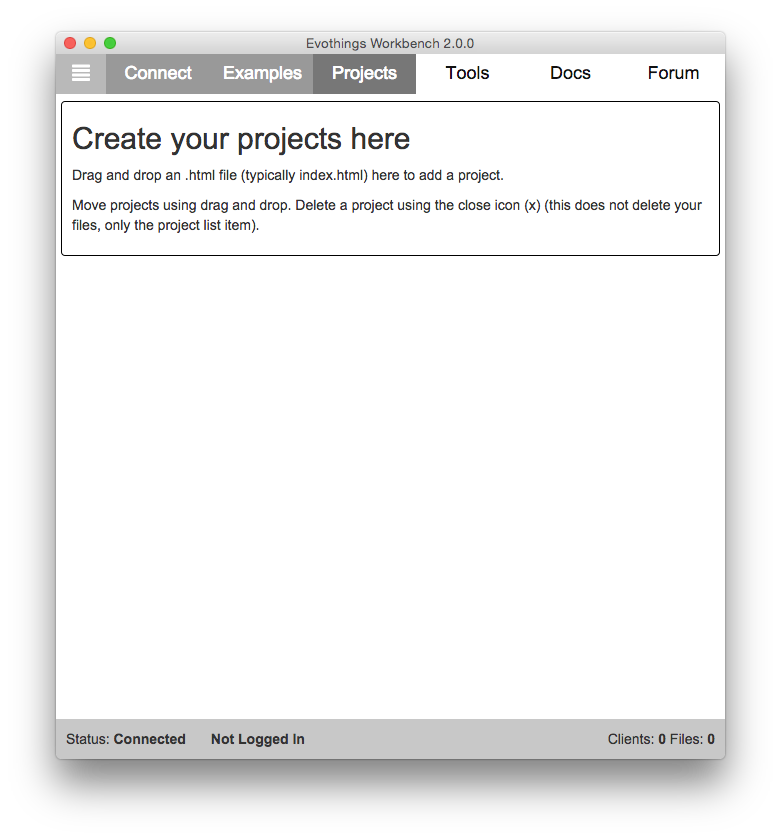 Evothings Workbench 2.0.0
Connect Examples Projects Tools Docs Forum
Create your projects here
Drag and drop an .html file (typically index.html) here to add a project.
Move projects using drag and drop. Delete a project using the close icon (x) (this does not delete your
files, only the project list item).
Status: Connected Not Logged In Clients: 0 Files: 0